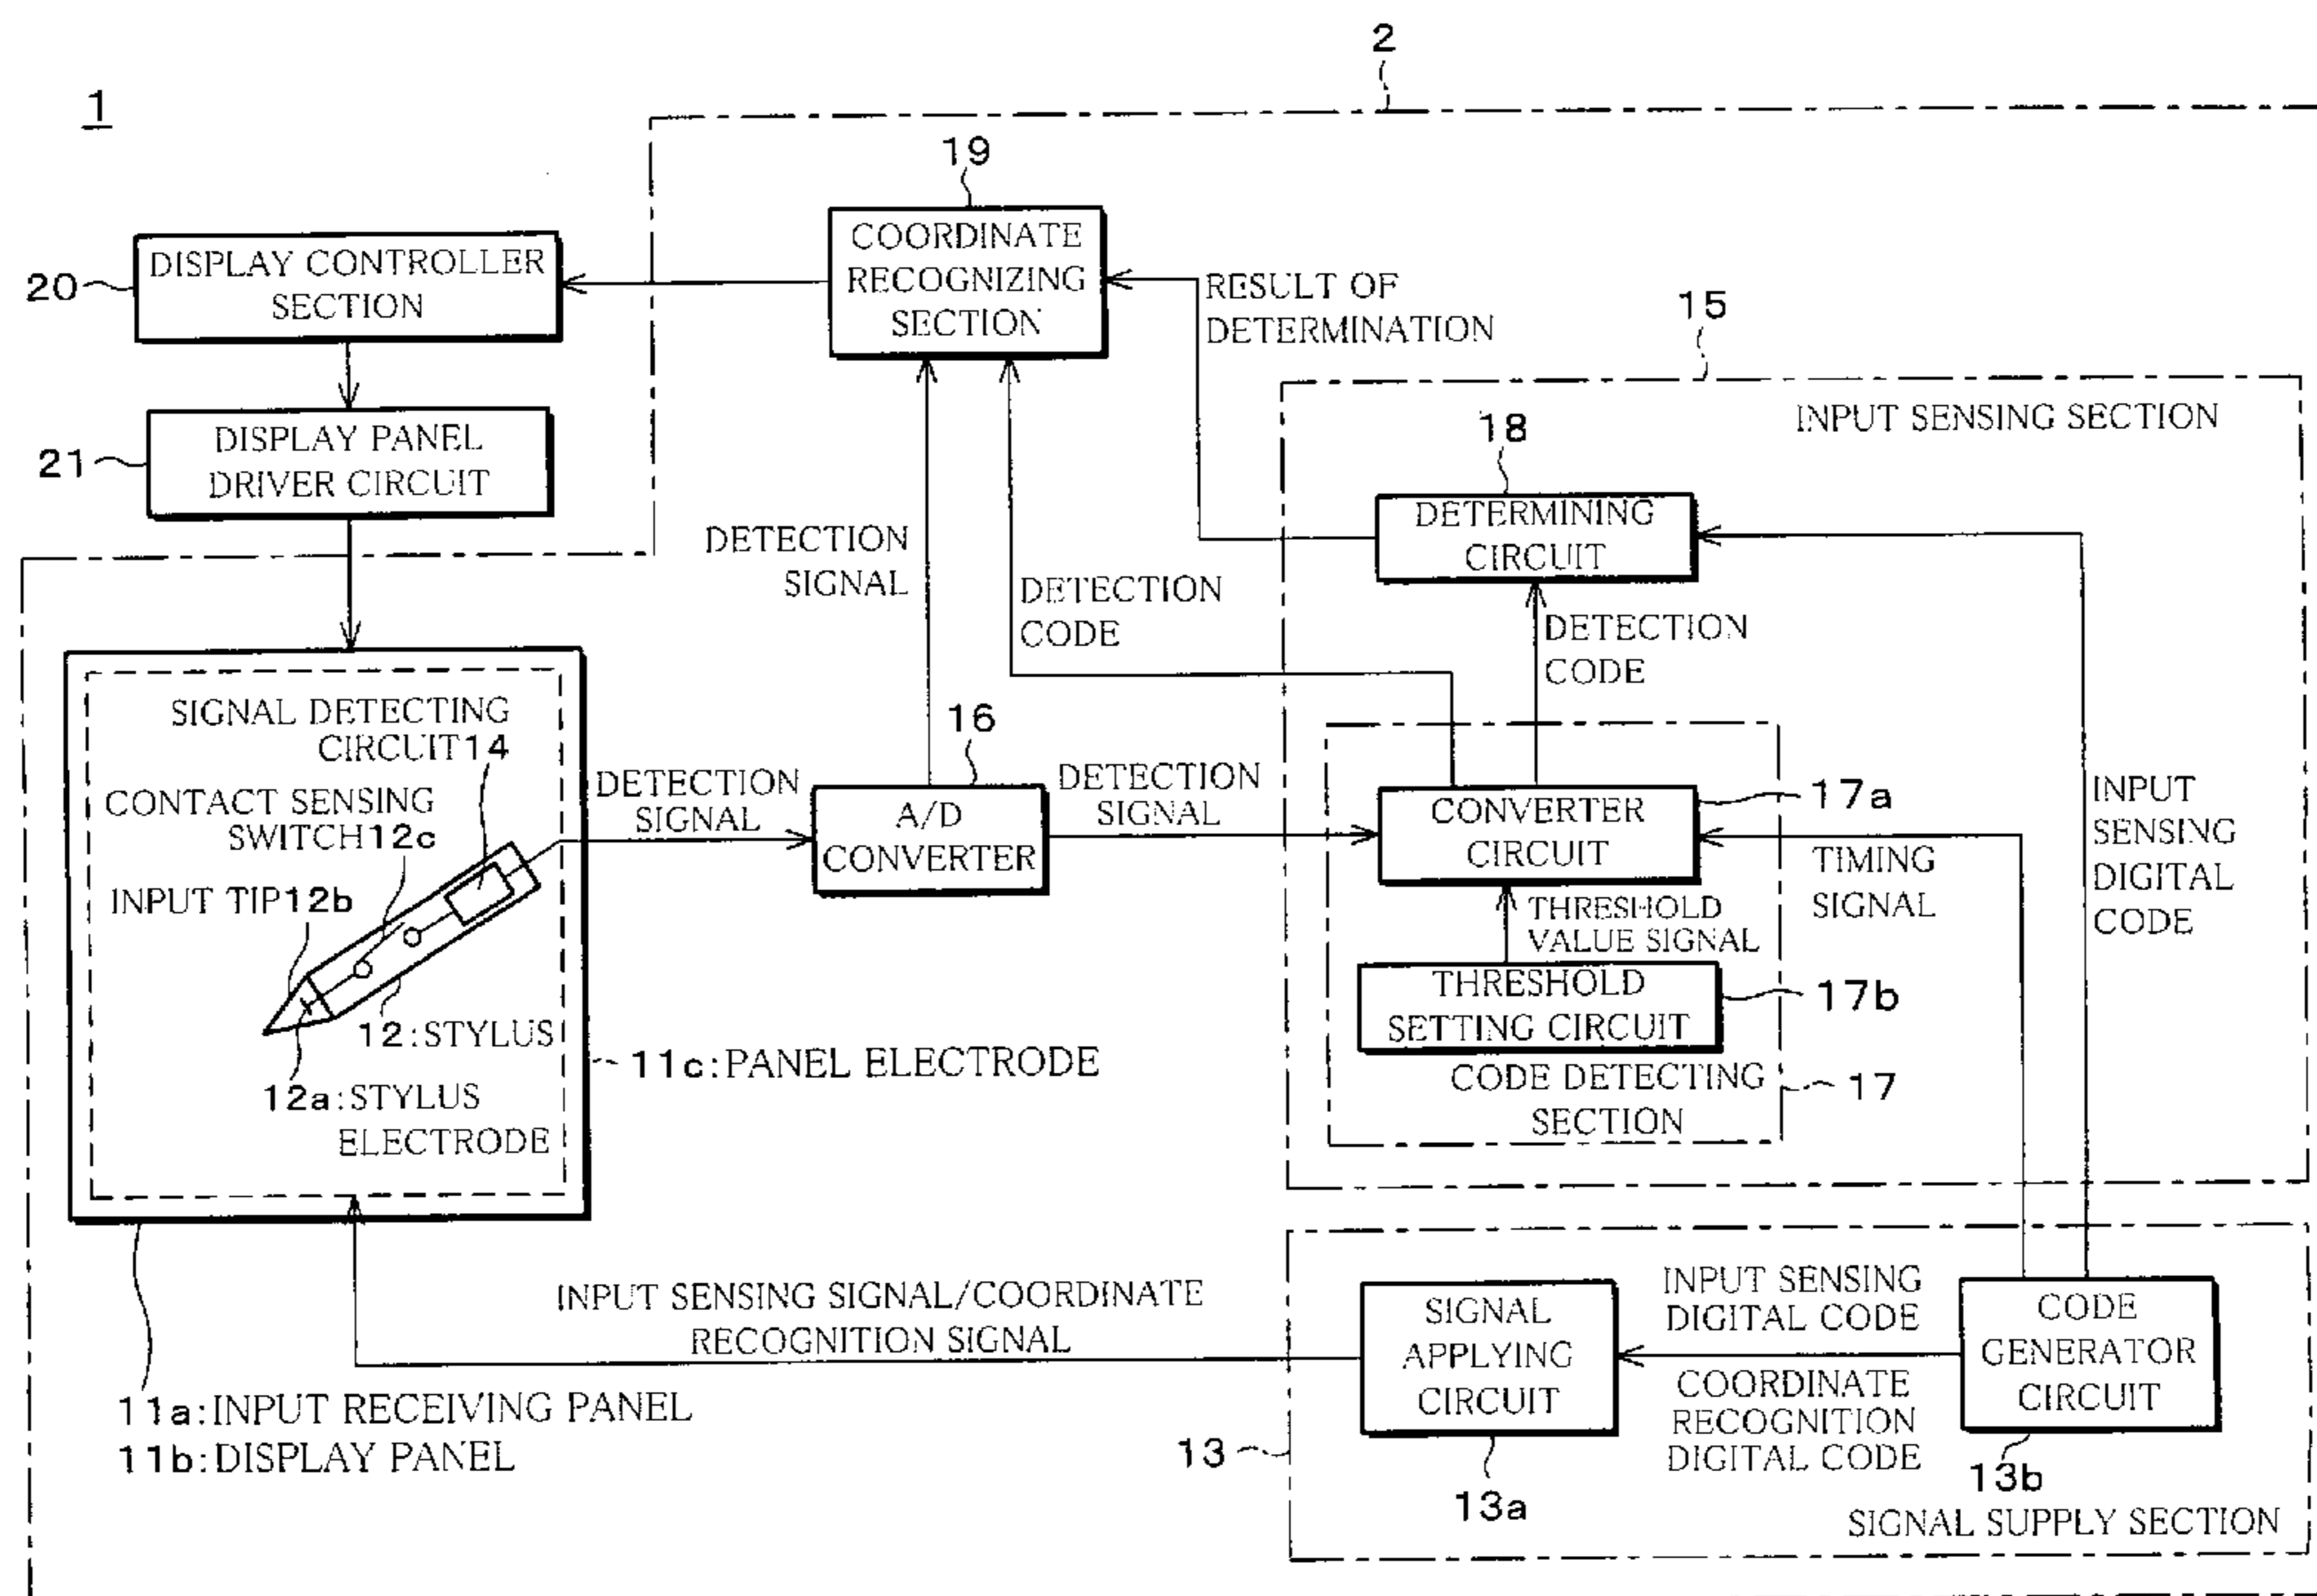 2
1
19
COORDINATE
RECOGNIZING
SECTION
20
DISPLAY CONTROLLER
SECTION
RESULT OF
DETERMINATION
15
INPUT SENSING SECTION
21
DISPLAY PANEL
DRIVER CIRCUIT
18
DETERMINING
CIRCUIT
DETECTION
SIGNAL
DETECTION
CODE
DETECTION
CODE
SIGNAL DETECTING
CIRCUIT14
CONTACT SENSING
SWITCH12c
INPUT TIP12b
12:STYLUS
12a:STYLUS
ELECTRODE
11c:PANEL ELECTRODE
DETECTION
SIGNAL
16
A/D
CONVERTER
DETECTION
SIGNAL
CONVERTER
CIRCUIT
17a
TIMING
SIGNAL
INPUT
SENSING
DIGITAL
CODE
THRESHOLD
VALUE SIGNAL
THRESHOLD
SETTING CIRCUIT
17b
CODE DETECTING
SECTION
17
INPUT SENSING SIGNAL/COORDINATE
RECOGNITION SIGNAL
SIGNAL
APPLYING
CIRCUIT
INPUT SENSING
DIGITAL CODE
COORDINATE
RECOGNITION
DIGITAL CODE
CODE
GENERATOR
CIRCUIT
11a:INPUT RECEIVING PANEL
11b:DISPLAY PANEL
13
13a
13b
SIGNAL SUPPLY SECTION